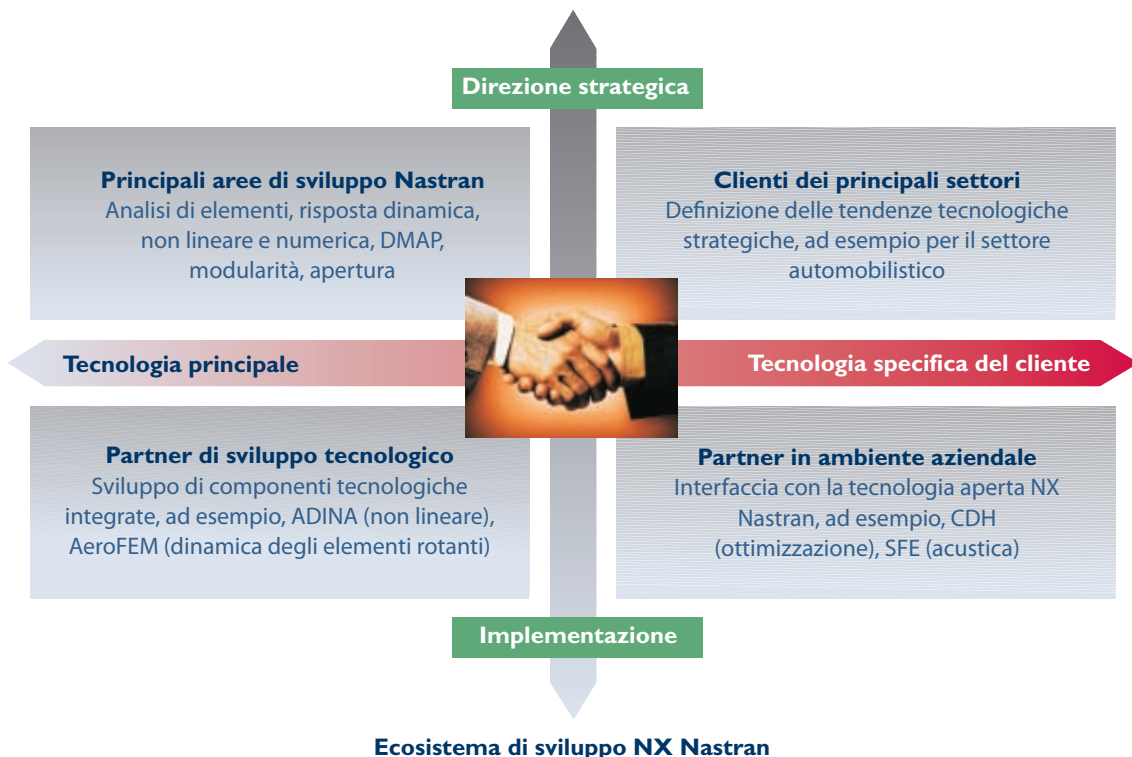 Direzione strategica
Principali aree di sviluppo Nastran
Analisi di elementi, risposta dinamica,
non lineare e numerica, DMAP,
modularità, apertura
Clienti dei principali settori
Definizione delle tendenze tecnologiche
strategiche, ad esempio per il settore
automobilistico
Tecnologia principale
Tecnologia specifica del cliente
Partner di sviluppo tecnologico
Sviluppo di componenti tecnologiche
integrate, ad esempio, ADINA (non lineare),
AeroFEM (dinamica degli elementi rotanti)
Partner in ambiente aziendale
Interfaccia con la tecnologia aperta NX
Nastran, ad esempio, CDH
(ottimizzazione), SFE (acustica)
Implementazione
Ecosistema di sviluppo NX Nastran